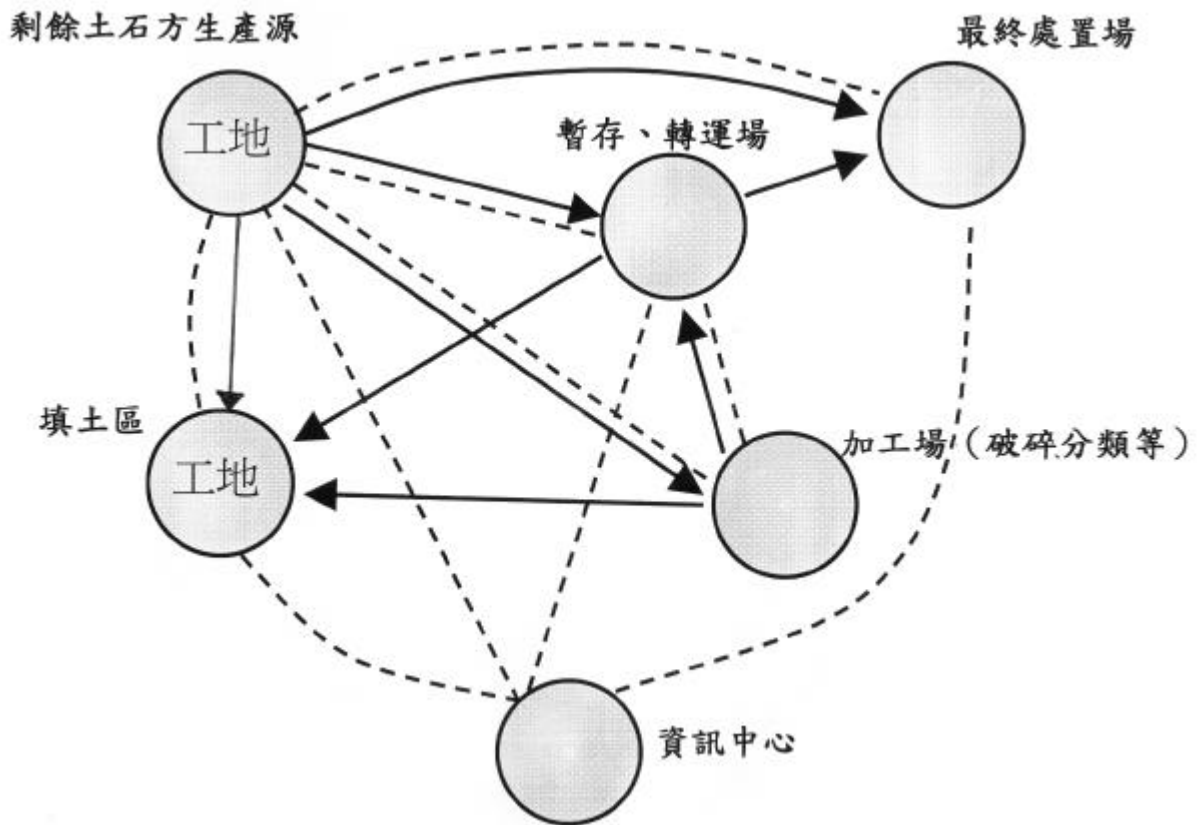 剩餘土石方生產源
最終處置場
工地
暫存、轉運場
填土區
工地
加工場（破碎分類等）
資訊中心